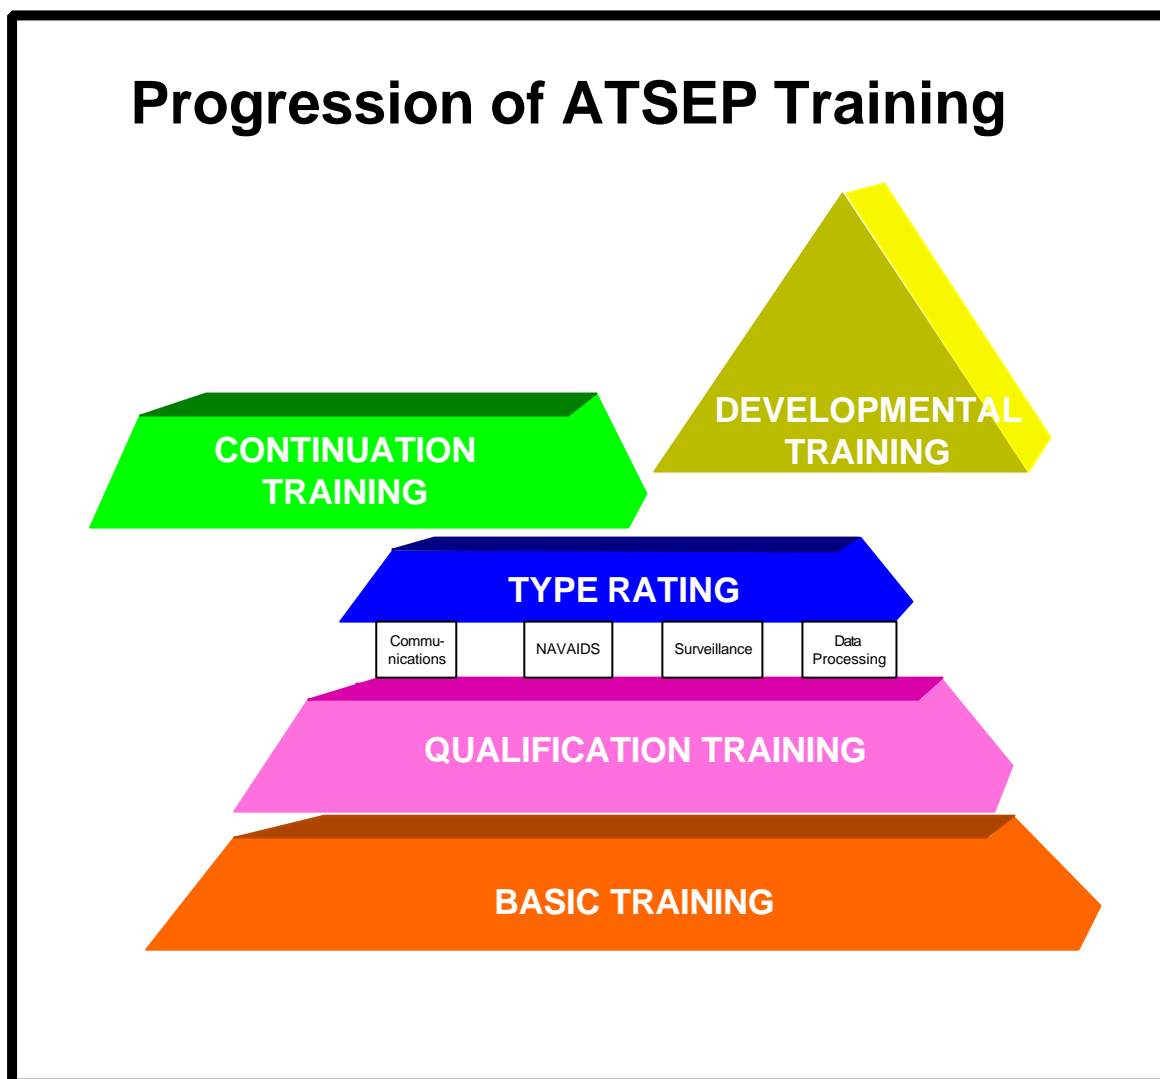 Progression of ATSEP Training
DEVELOPMENTAL
TRAINING
CONTINUATION
TRAINING
TYPE RATING
Commu-
nications
NAVAIDS
Surveillance
Data
Processing
QUALIFICATION TRAINING
BASIC TRAINING